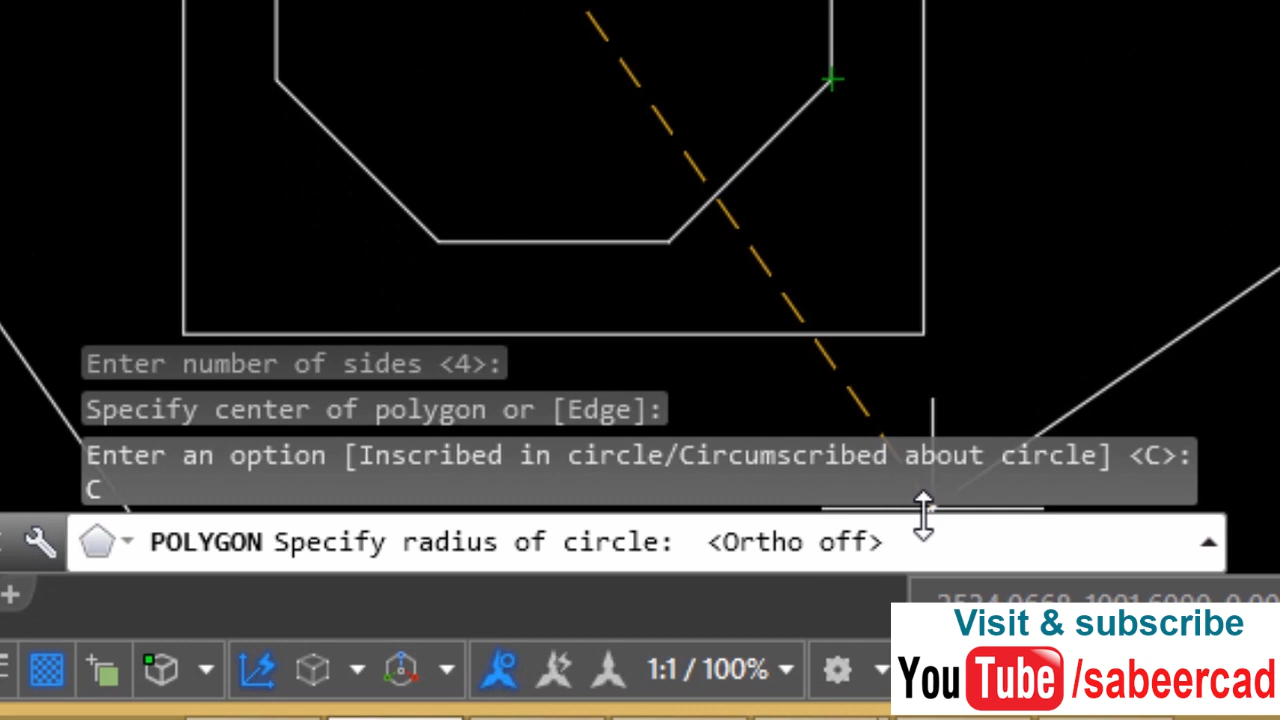 Enter number of sides <4>:
Specify center of polygon or [Edge]:
Enter an option [Inscribed in circle/Circumscribed about circle] <C>:
C
POLYGON Specify radius of circle: <Ortho off>
1:1 / 100%
Visit & subscribe
YouTube /sabeercad